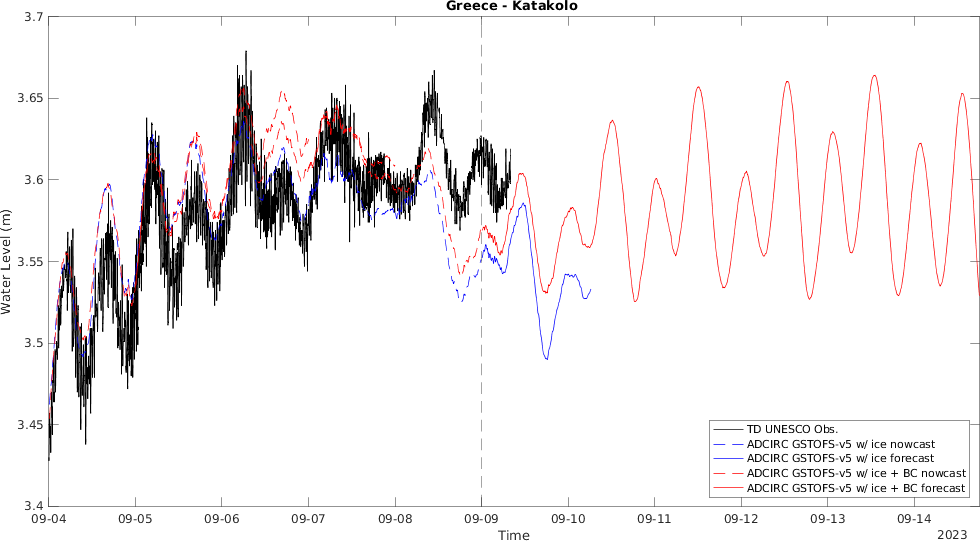 Greece - Katakolo
3.7
3.65
3.6
3.55
3.5
3.45
3.4
Water Level (m)
TD UNESCO Obs.
ADCIRC GSTOFS-v5 w/ ice nowcast
ADCIRC GSTOFS-v5 w/ ice forecast
ADCIRC GSTOFS-v5 w/ ice + BC nowcast
ADCIRC GSTOFS-v5 w/ ice + BC forecast
09-04 09-05 09-06 09-07 09-08 09-09 09-10 09-11 09-12 09-13 09-14
Time
2023